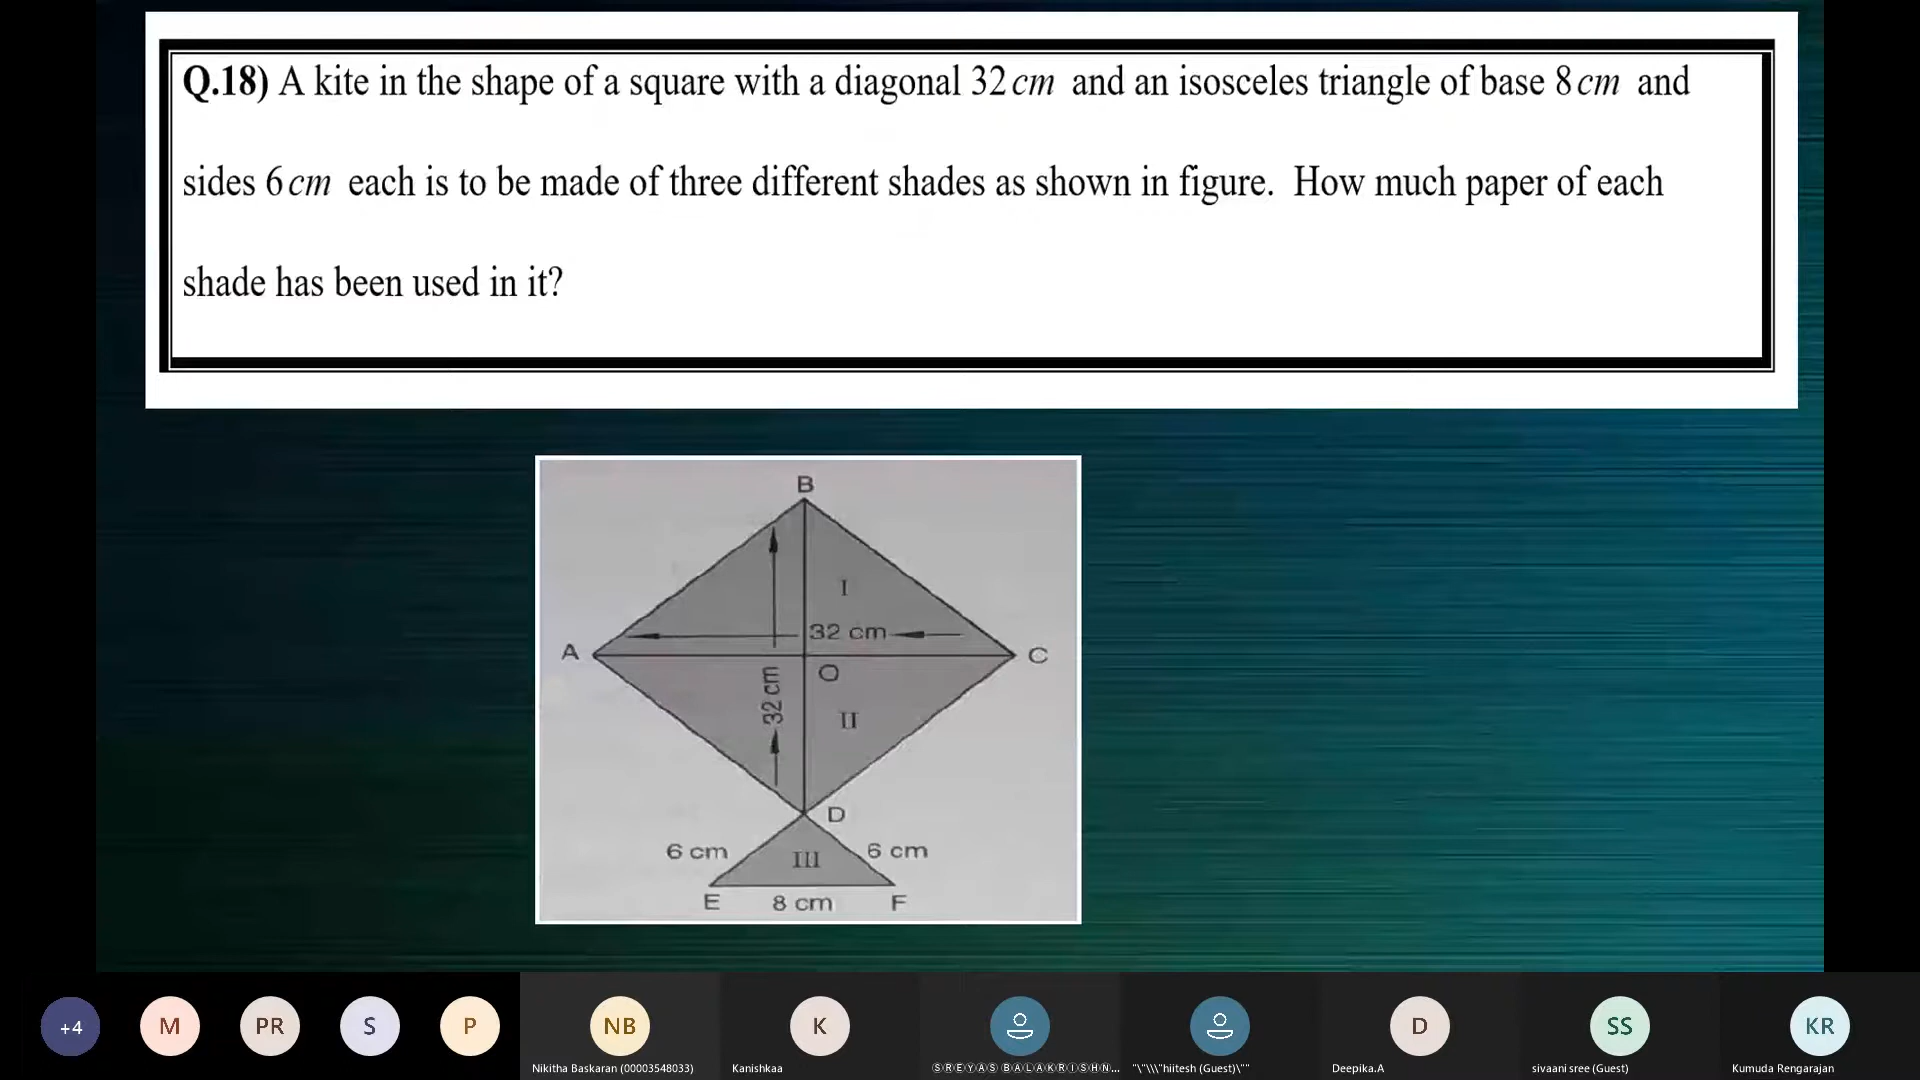 Q.18) A kite in the shape of a square with a diagonal 32 cm and an isosceles triangle of base 8 cm and
sides 6 cm each is to be made of three different shades as shown in figure. How much paper of each
shade has been used in it?
B
I
32 cm
A
C
O
32 cm
II
D
6 cm
III
6 cm
E
8 cm
F
+4
M
PR
S
P
NB
K
D
SS
KR
Nikitha Baskaran (00003548033)
Kanishkaa
ⓈⓇⒺⓎⒶⓈ ⒷⒶⓁⒶⓀⓇⒾⓈⒽⓃ...
"\"\\\"hiitesh (Guest)\""
Deepika.A
sivaani sree (Guest)
Kumuda Rengarajan